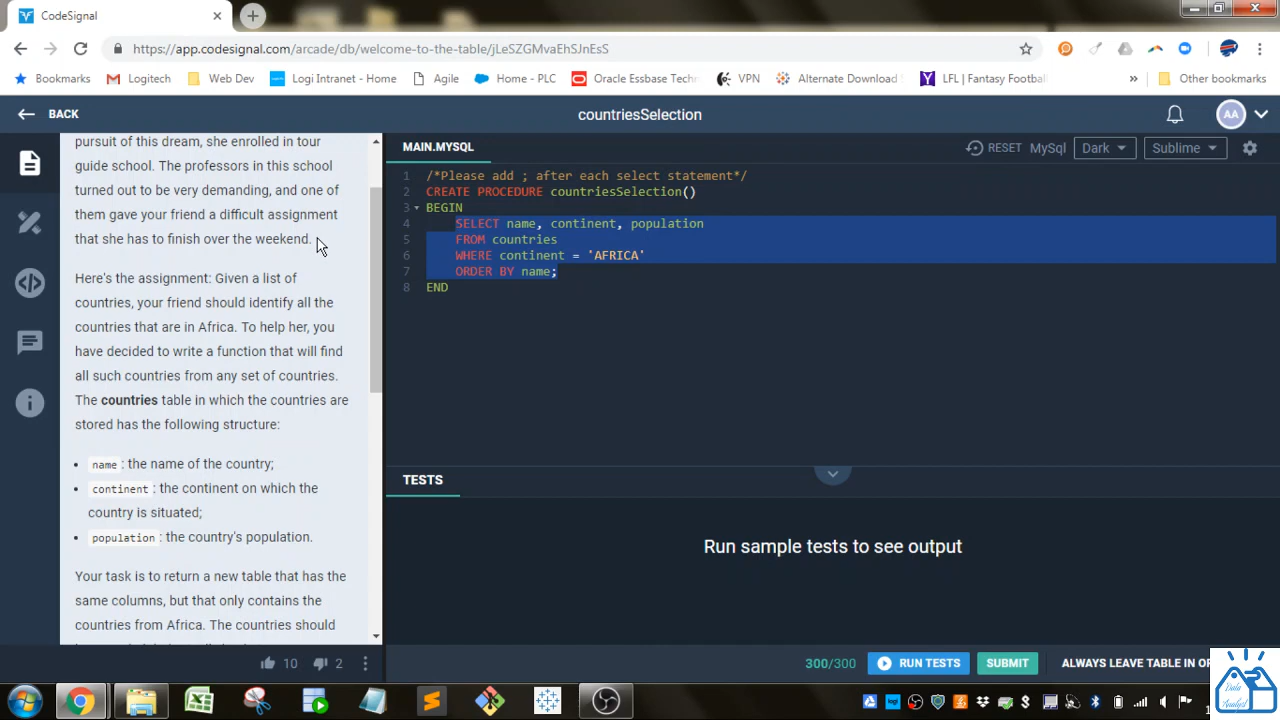 CodeSignal
https://app.codesignal.com/arcade/db/welcome-to-the-table/jLeSZGMvaEhSJnEsS
Bookmarks Logitech Web Dev Logi Intranet - Home Agile Home - PLC Oracle Essbase Techn VPN Alternate Download LFL | Fantasy Football » Other bookmarks
BACK countriesSelection AA
pursuit of this dream, she enrolled in tour
guide school. The professors in this school
turned out to be very demanding, and one of
them gave your friend a difficult assignment
that she has to finish over the weekend.
Here's the assignment: Given a list of
countries, your friend should identify all the
countries that are in Africa. To help her, you
have decided to write a function that will find
all such countries from any set of countries.
The countries table in which the countries are
stored has the following structure:
• name : the name of the country;
• continent : the continent on which the
country is situated;
• population : the country's population.
Your task is to return a new table that has the
same columns, but that only contains the
countries from Africa. The countries should
10 2
MAIN.MYSQL RESET MySql Dark Sublime
1 /*Please add ; after each select statement*/
2 CREATE PROCEDURE countriesSelection()
3 BEGIN
4 SELECT name, continent, population
5 FROM countries
6 WHERE continent = 'AFRICA'
7 ORDER BY name;
8 END
TESTS
Run sample tests to see output
300/300 RUN TESTS SUBMIT ALWAYS LEAVE TABLE IN OR
Data
Analyst